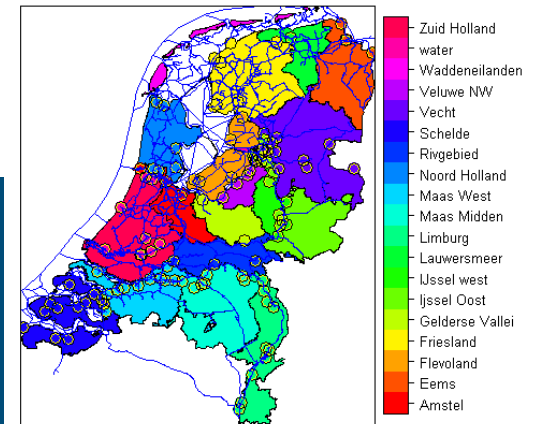 Zuid Holland
water
Waddeneilanden
Veluwe NW
Vecht
Schelde
Rivgebied
Noord Holland
Maas West
Maas Midden
Limburg
Lauwersmeer
IJssel west
Ijssel Oost
Gelderse Vallei
Friesland
Flevoland
Eems
Amstel